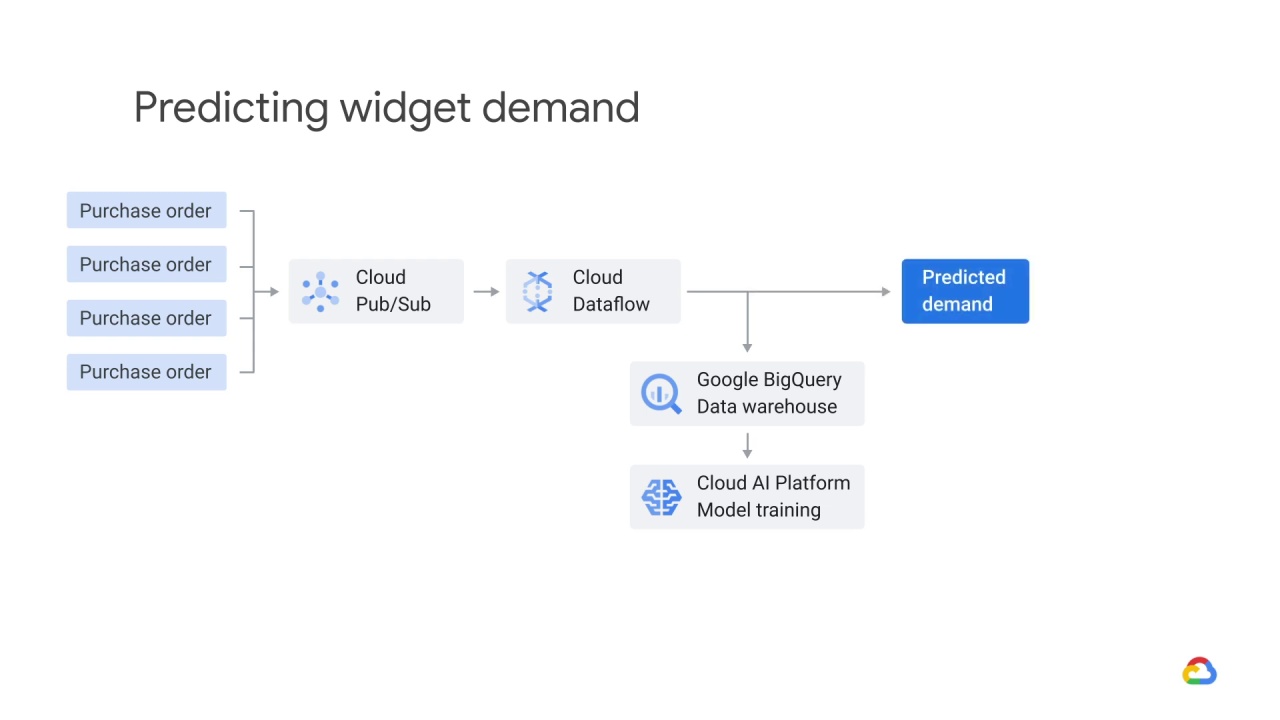 Predicting widget demand
Purchase order
Purchase order
Purchase order
Purchase order
Cloud
Pub/Sub
Cloud
Dataflow
Predicted
demand
Google BigQuery
Data warehouse
Cloud AI Platform
Model training